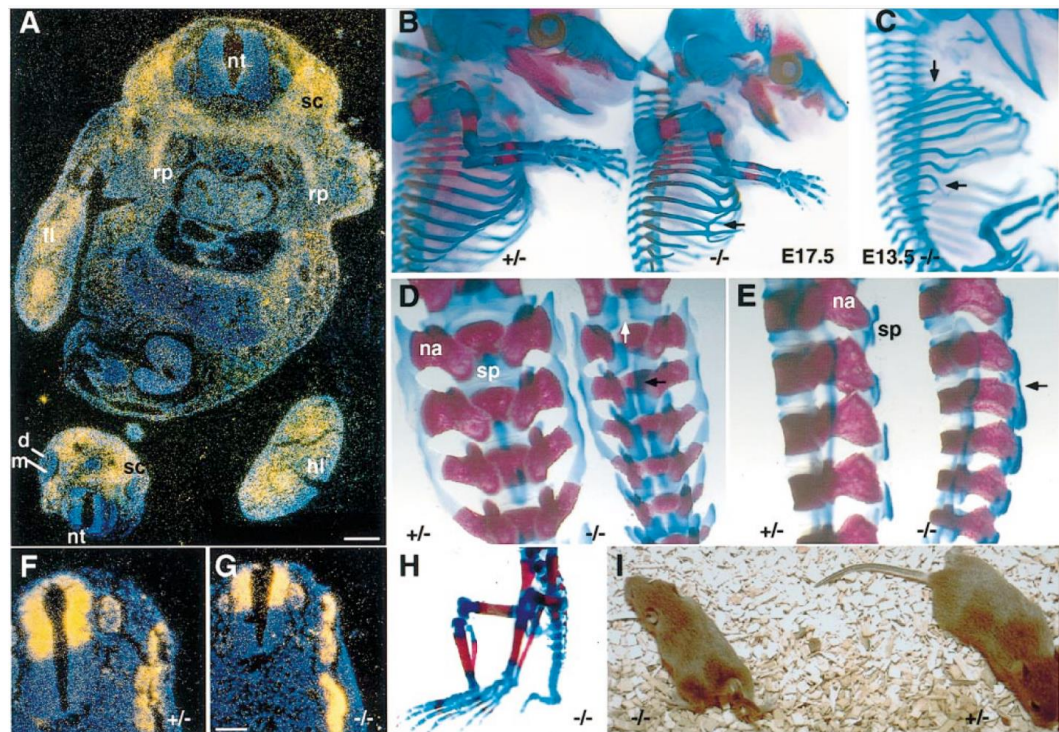 A
nt
sc
rp
rp
fl
d
m
sc
nt
hl
B
+/-
-/-
E17.5
C
E13.5 -/-
D
na
sp
+/-
-/-
E
na
sp
+/-
-/-
F
+/-
G
-/-
H
-/-
I
-/-
+/-